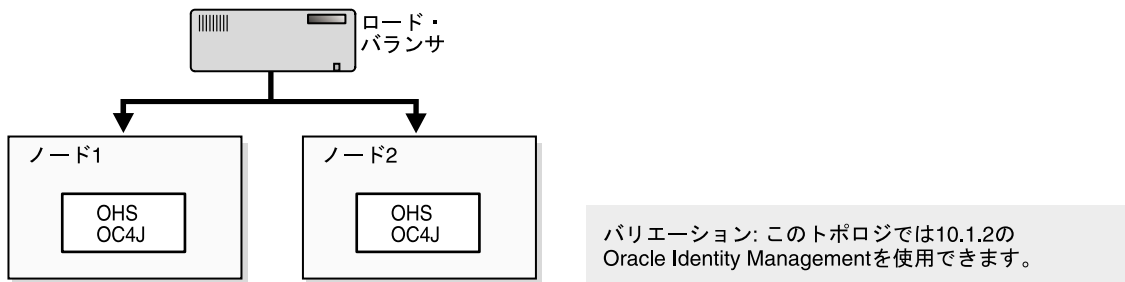 ロード・
バランサ
ノード1
ノード2
OHS
OC4J
OHS
OC4J
バリエーション: このトポロジでは10.1.2の
Oracle Identity Managementを使用できます。